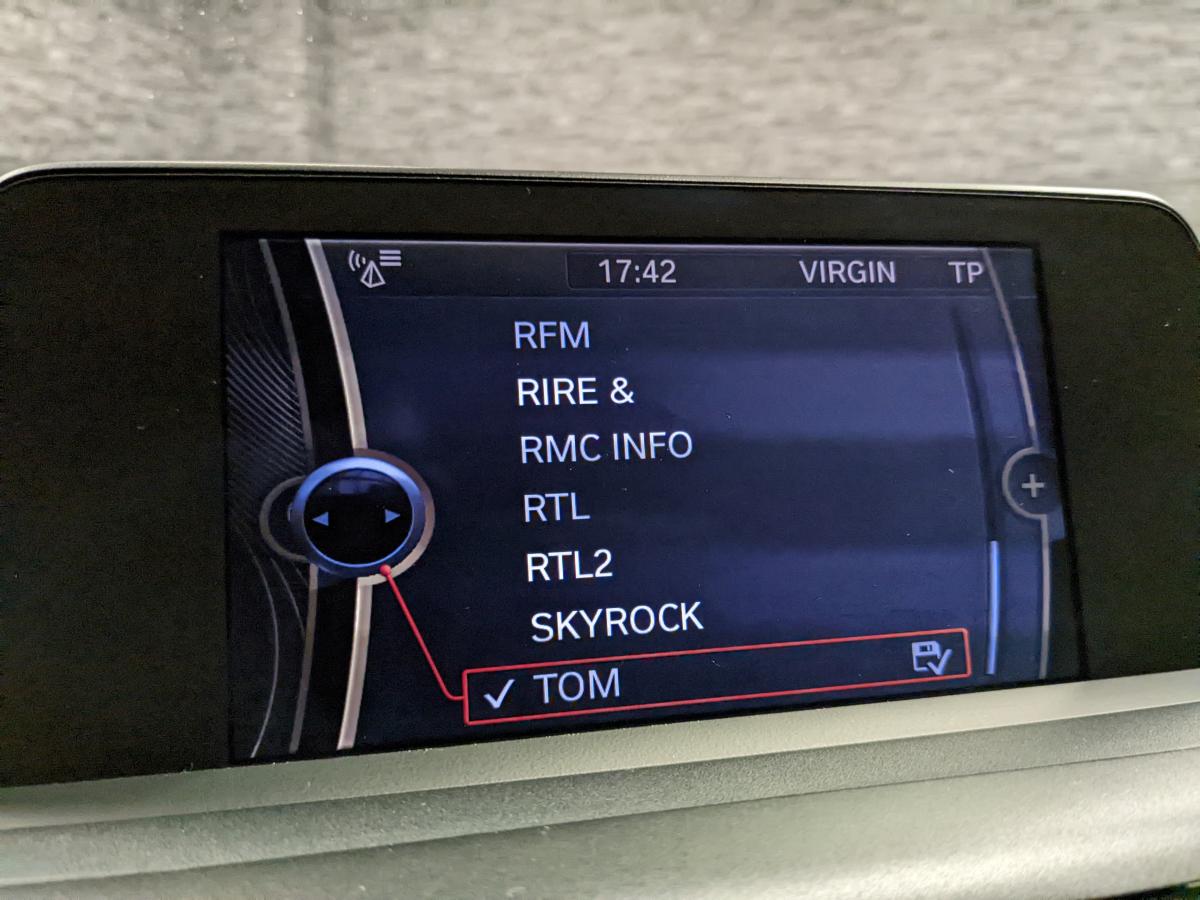 17:42 VIRGIN TP
RFM
RIRE &
RMC INFO
RTL
RTL2
SKYROCK
TOM